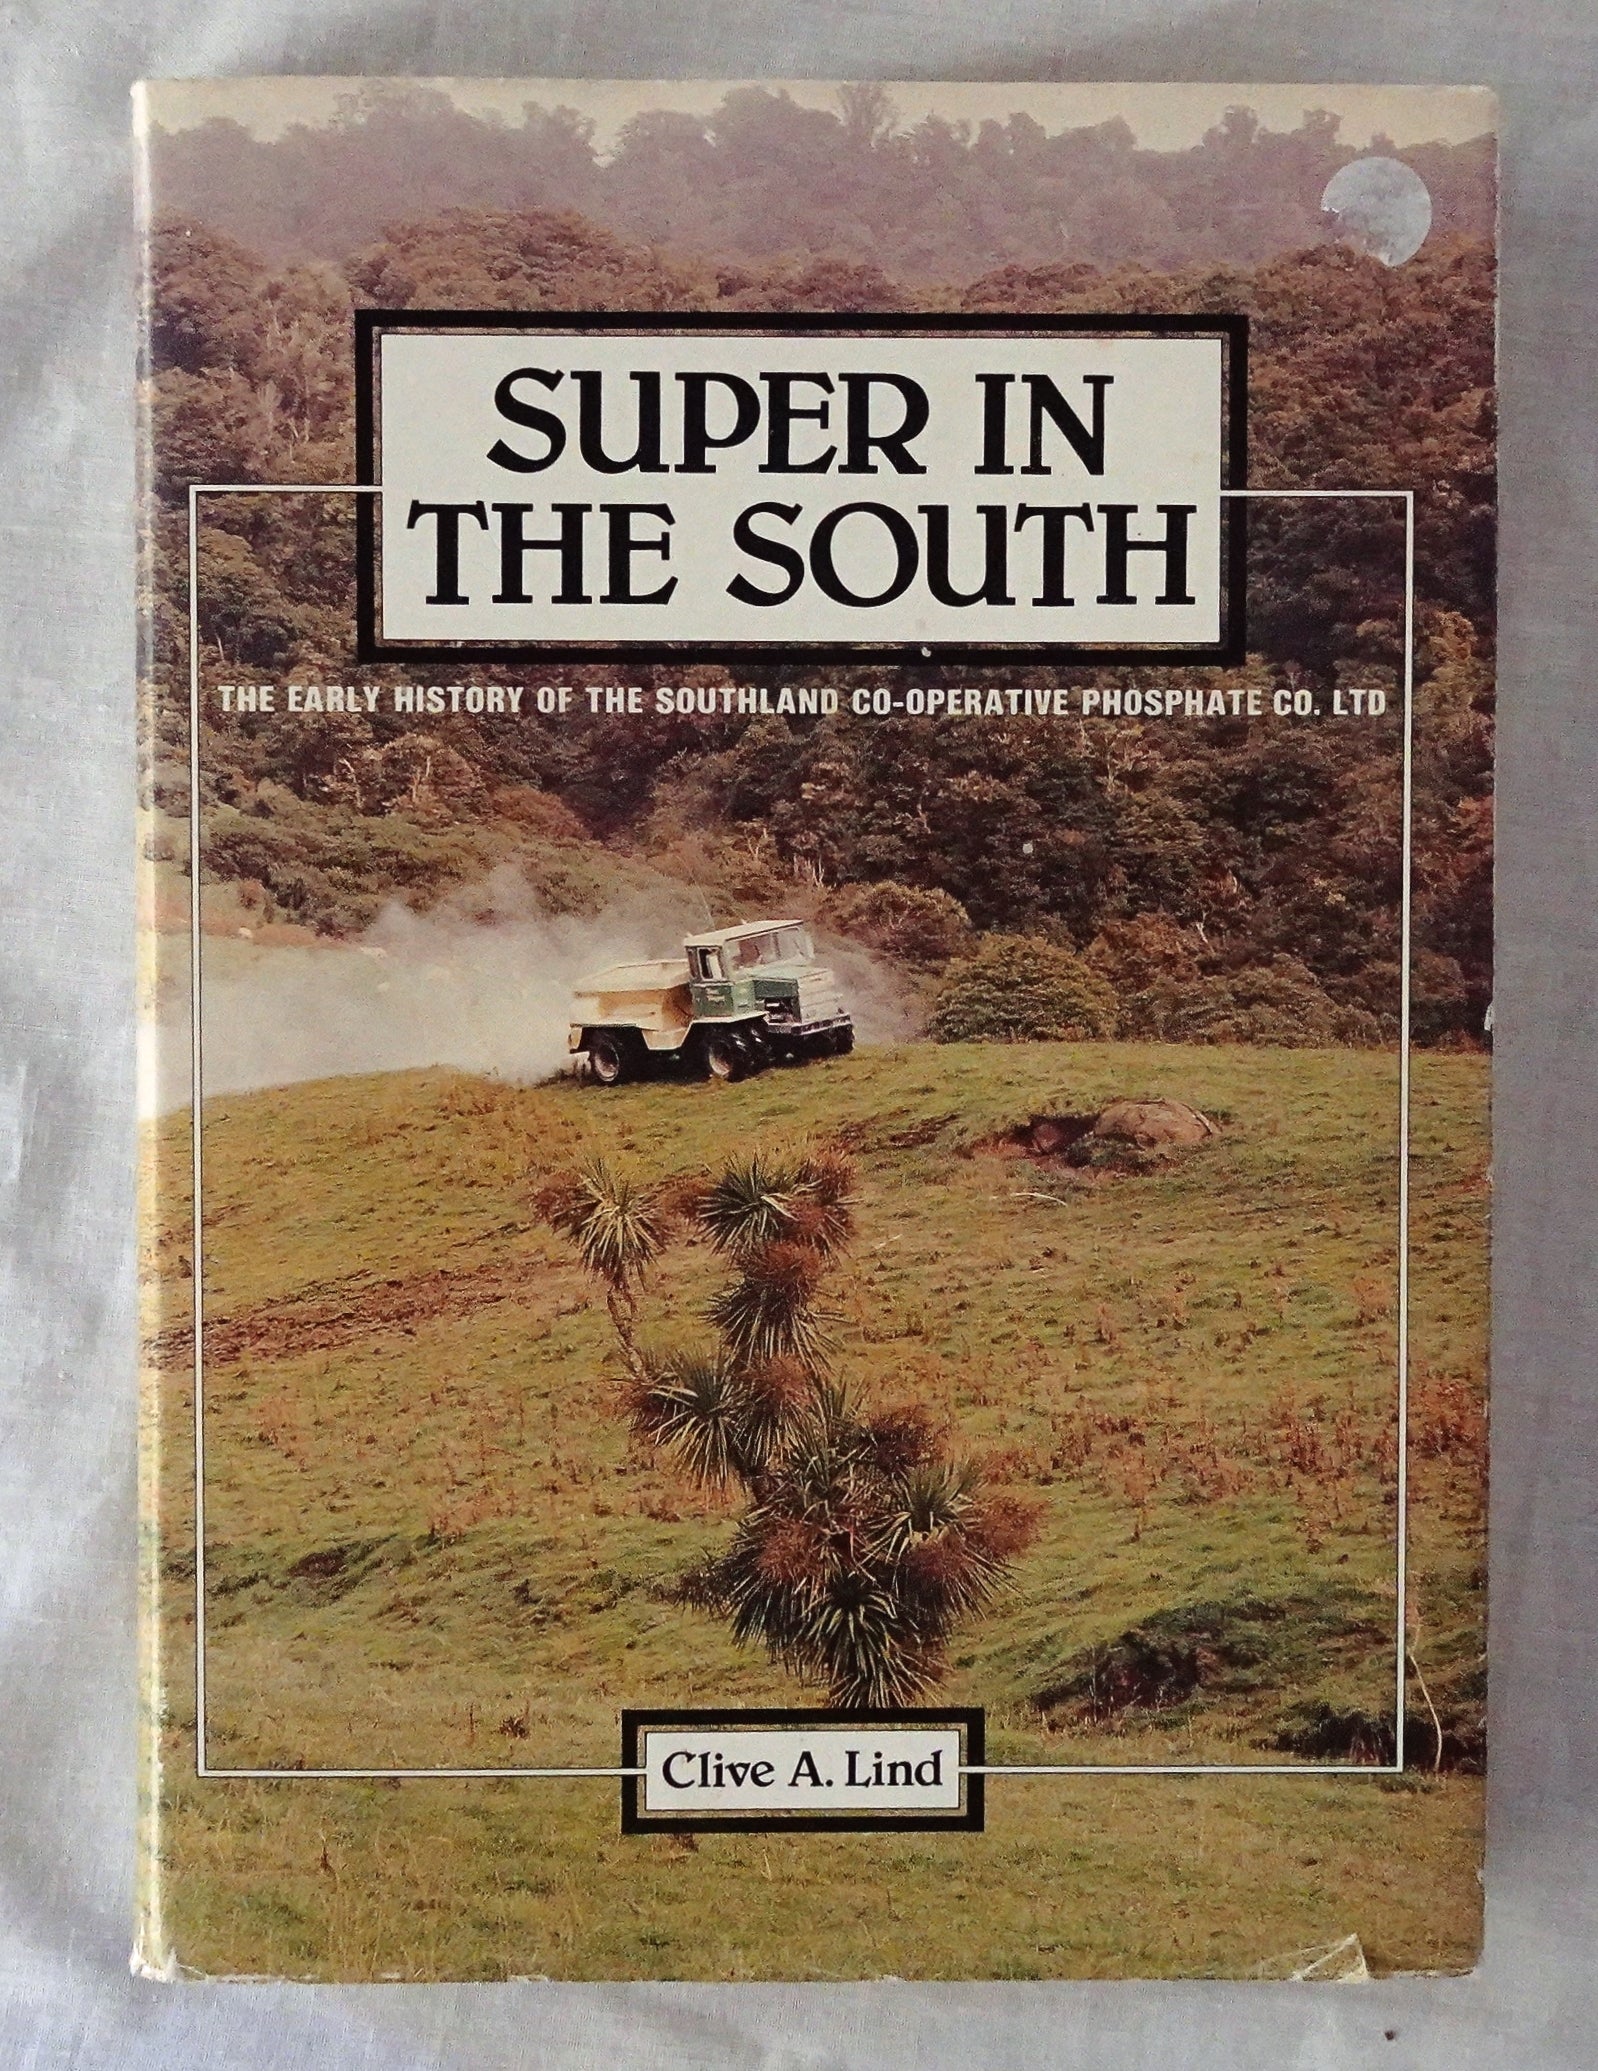 SUPER IN
THE SOUTH
THE EARLY HISTORY OF THE SOUTHLAND CO-OPERATIVE PHOSPHATE CO. LTD
Clive A. Lind